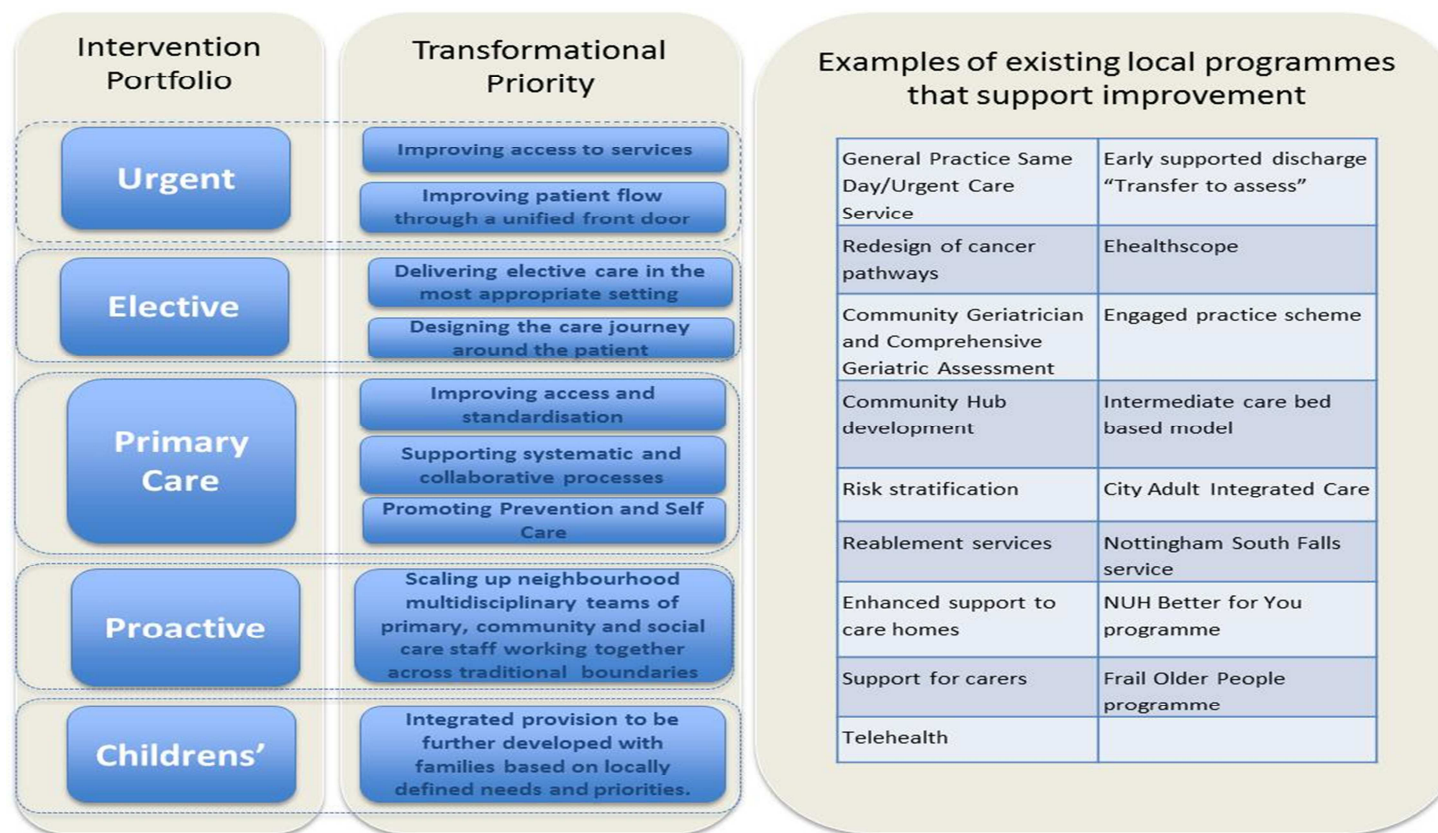 Intervention
Portfolio
Transformational
Priority
Urgent
Improving access to services
Improving patient flow
through a unified front door
Elective
Delivering elective care in the
most appropriate setting
Designing the care journey
around the patient
Primary
Care
Improving access and
standardisation
Supporting systematic and
collaborative processes
Promoting Prevention and Self
Care
Proactive
Scaling up neighbourhood
multidisciplinary teams of
primary, community and social
care staff working together
across traditional boundaries
Childrens’
Integrated provision to be
further developed with
families based on locally
defined needs and priorities.
Examples of existing local programmes
that support improvement
General Practice Same
Day/Urgent Care
Service
Early supported discharge
“Transfer to assess”
Redesign of cancer
pathways
Ehealthscope
Community Geriatrician
and Comprehensive
Geriatric Assessment
Engaged practice scheme
Community Hub
development
Intermediate care bed
based model
Risk stratification
City Adult Integrated Care
Reablement services
Nottingham South Falls
service
Enhanced support to
care homes
NUH Better for You
programme
Support for carers
Frail Older People
programme
Telehealth